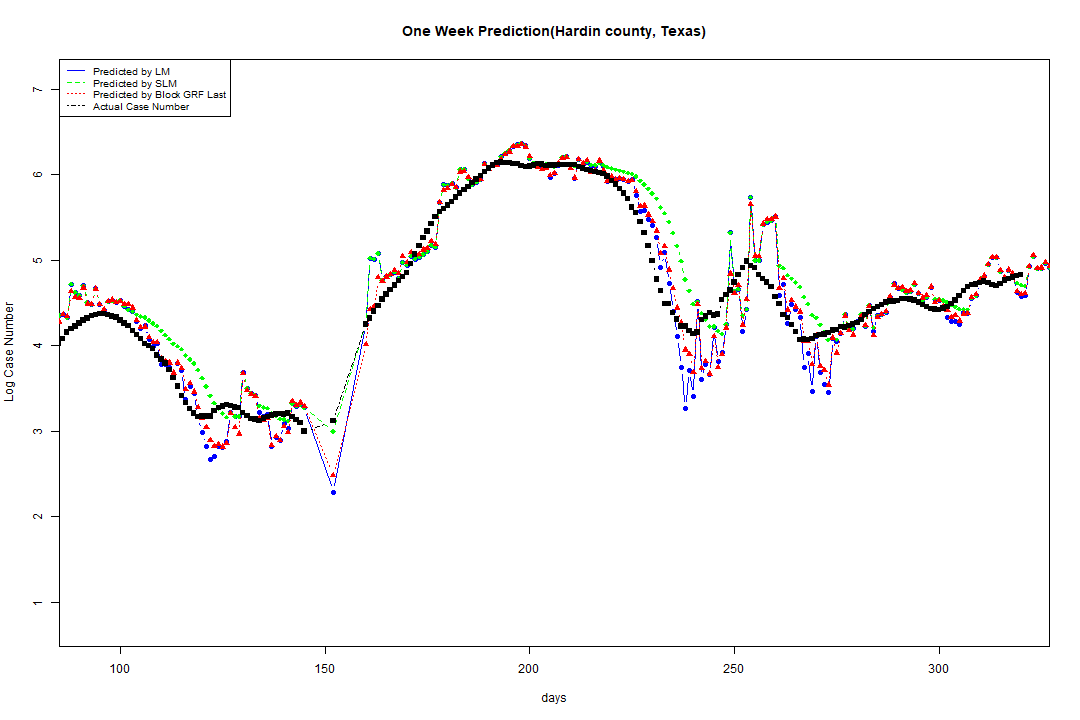 One Week Prediction(Hardin county, Texas)
Predicted by LM
Predicted by SLM
Predicted by Block GRF Last
Actual Case Number
7
6
5
4
3
2
1
Log Case Number
100 150 200 250 300
days